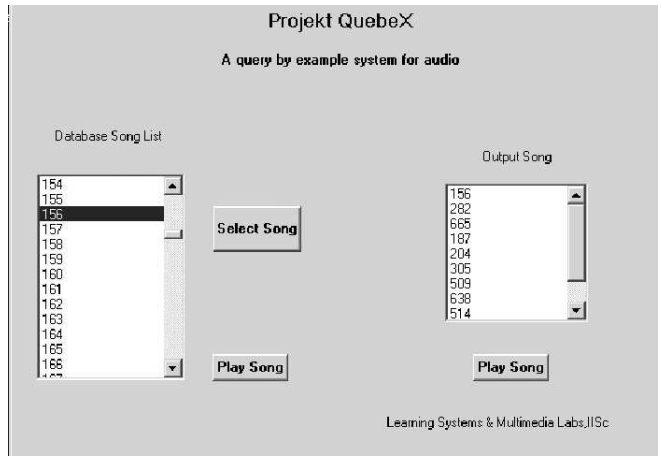 Projekt QuebeX
A query by example system for audio
Database Song List
154
155
156
157
158
159
160
161
162
163
164
165
166
Select Song
Play Song
Output Song
156
282
665
187
204
305
509
638
514
Play Song
Learning Systems & Multimedia Labs,IISc